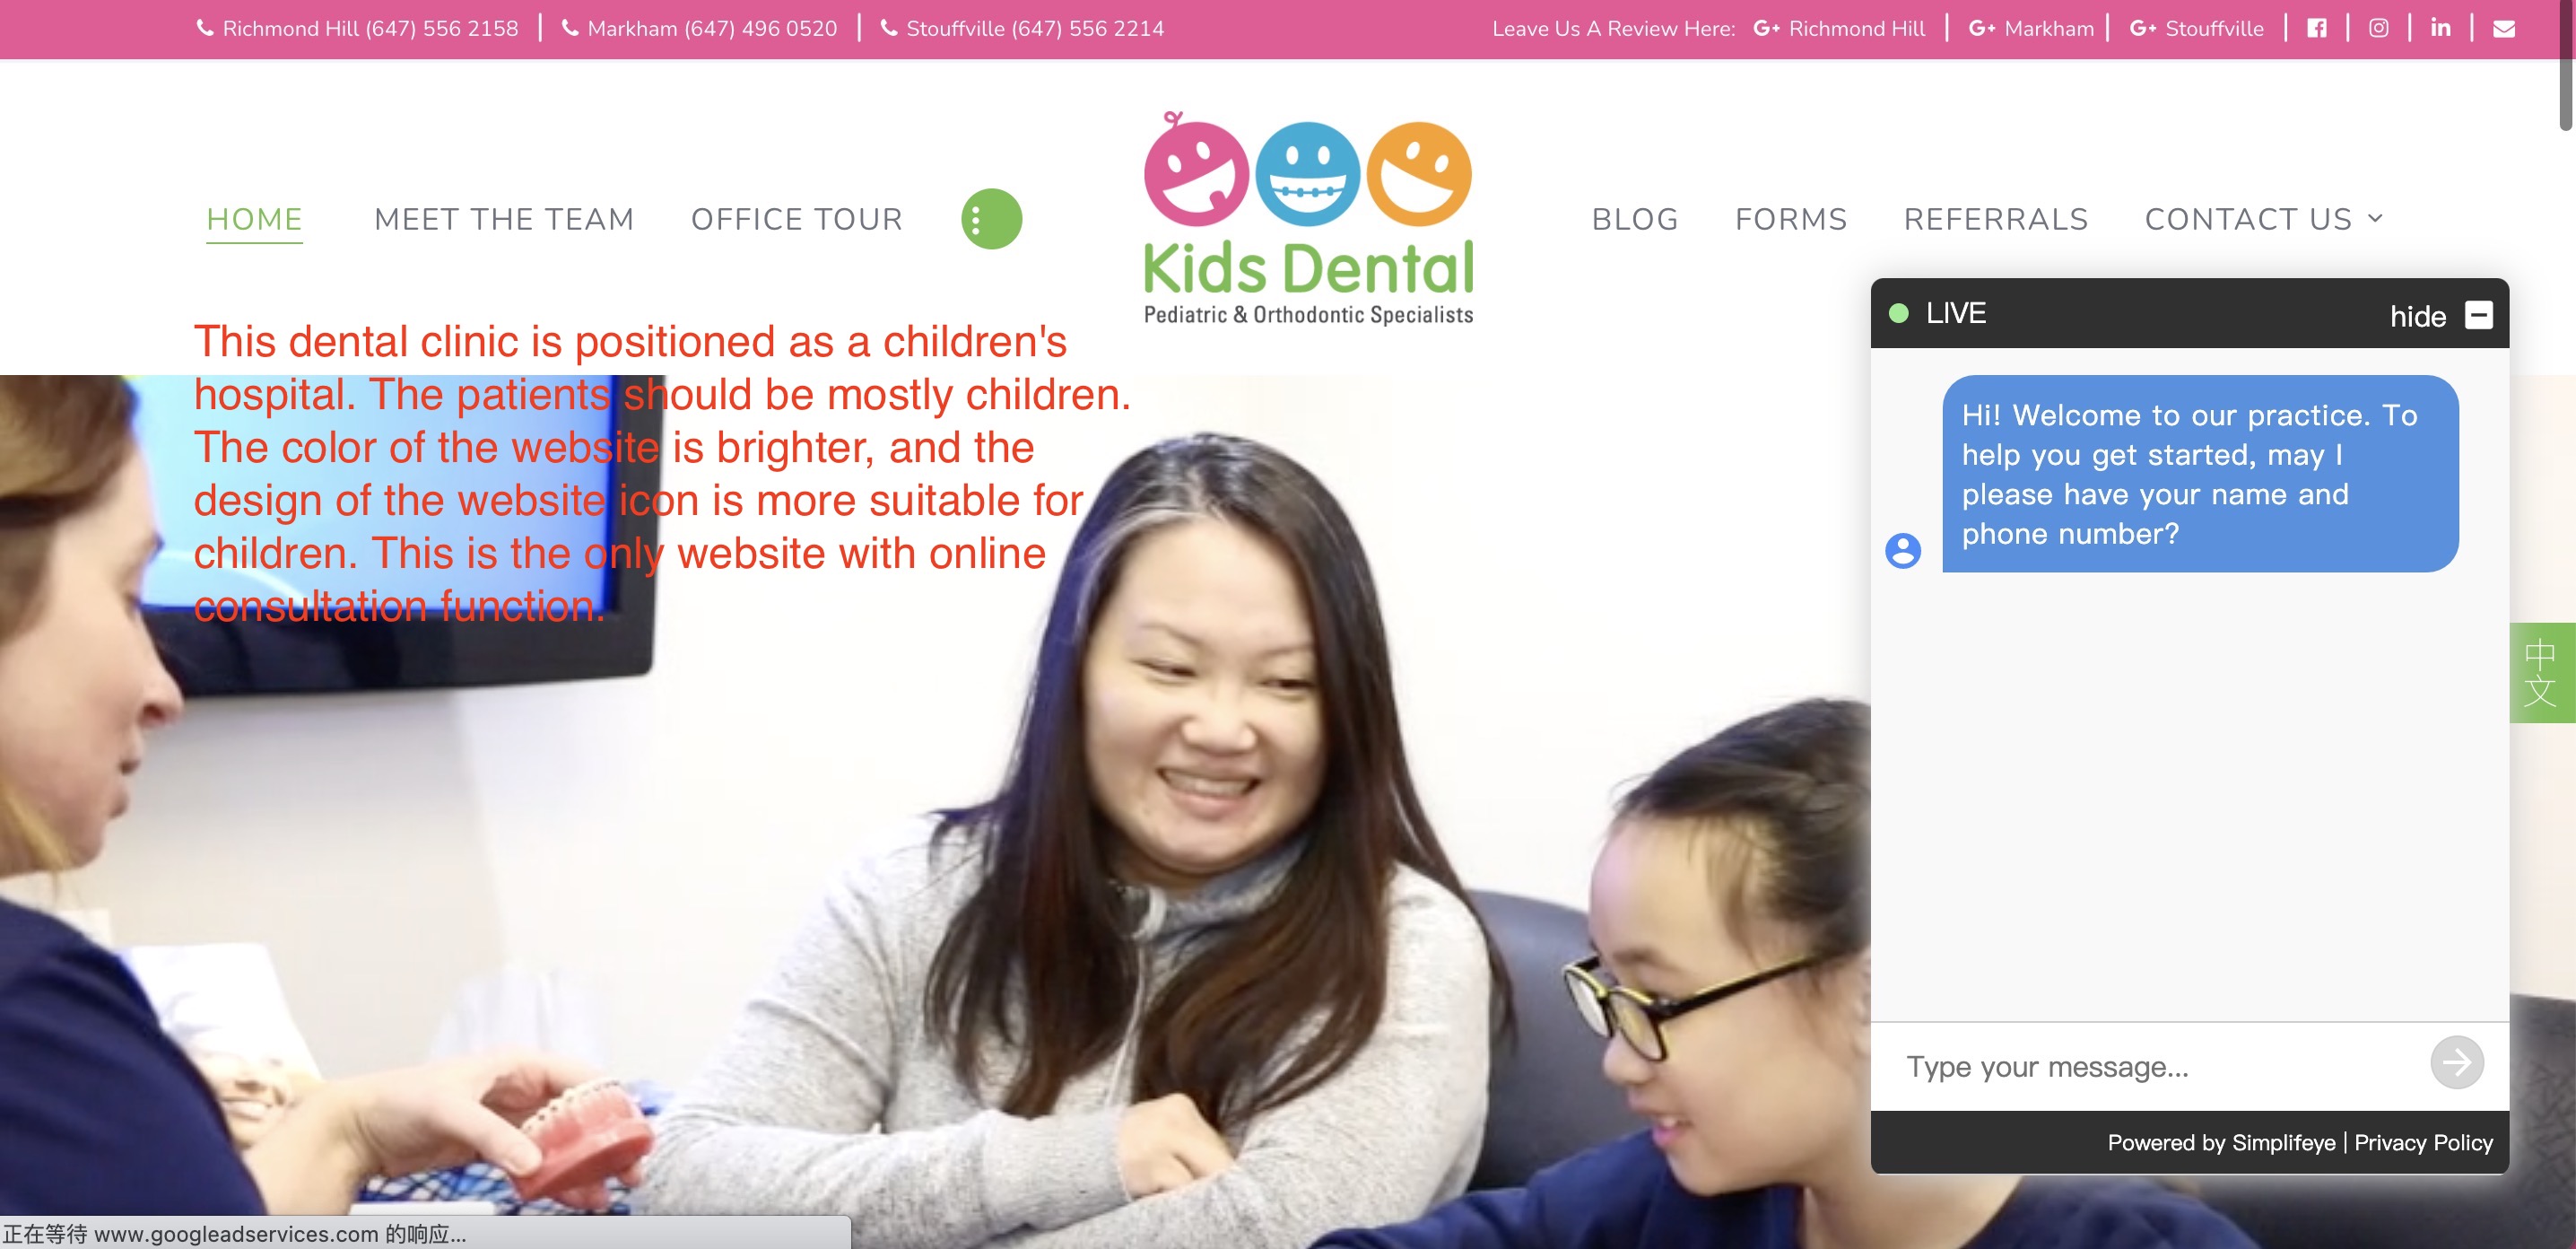 Richmond Hill (647) 556 2158 | Markham (647) 496 0520 | Stouffville (647) 556 2214
Leave Us A Review Here: G+ Richmond Hill | G+ Markham | G+ Stouffville
HOME MEET THE TEAM OFFICE TOUR
Kids Dental
Pediatric & Orthodontic Specialists
BLOG FORMS REFERRALS CONTACT US
This dental clinic is positioned as a children's
hospital. The patients should be mostly children.
The color of the website is brighter, and the
design of the website icon is more suitable for
children. This is the only website with online
consultation function.
LIVE hide
Hi! Welcome to our practice. To
help you get started, may I
please have your name and
phone number?
中
文
Type your message...
Powered by Simplifeye | Privacy Policy
正在等待 www.googleadservices.com 的响应...